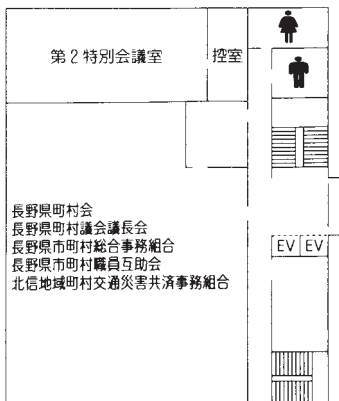 第2特別会議室
控室
長野県町村会
長野県町村議会議長会
長野県市町村総合事務組合
長野県市町村職員互助会
北信地域町村交通災害共済事務組合
EV EV